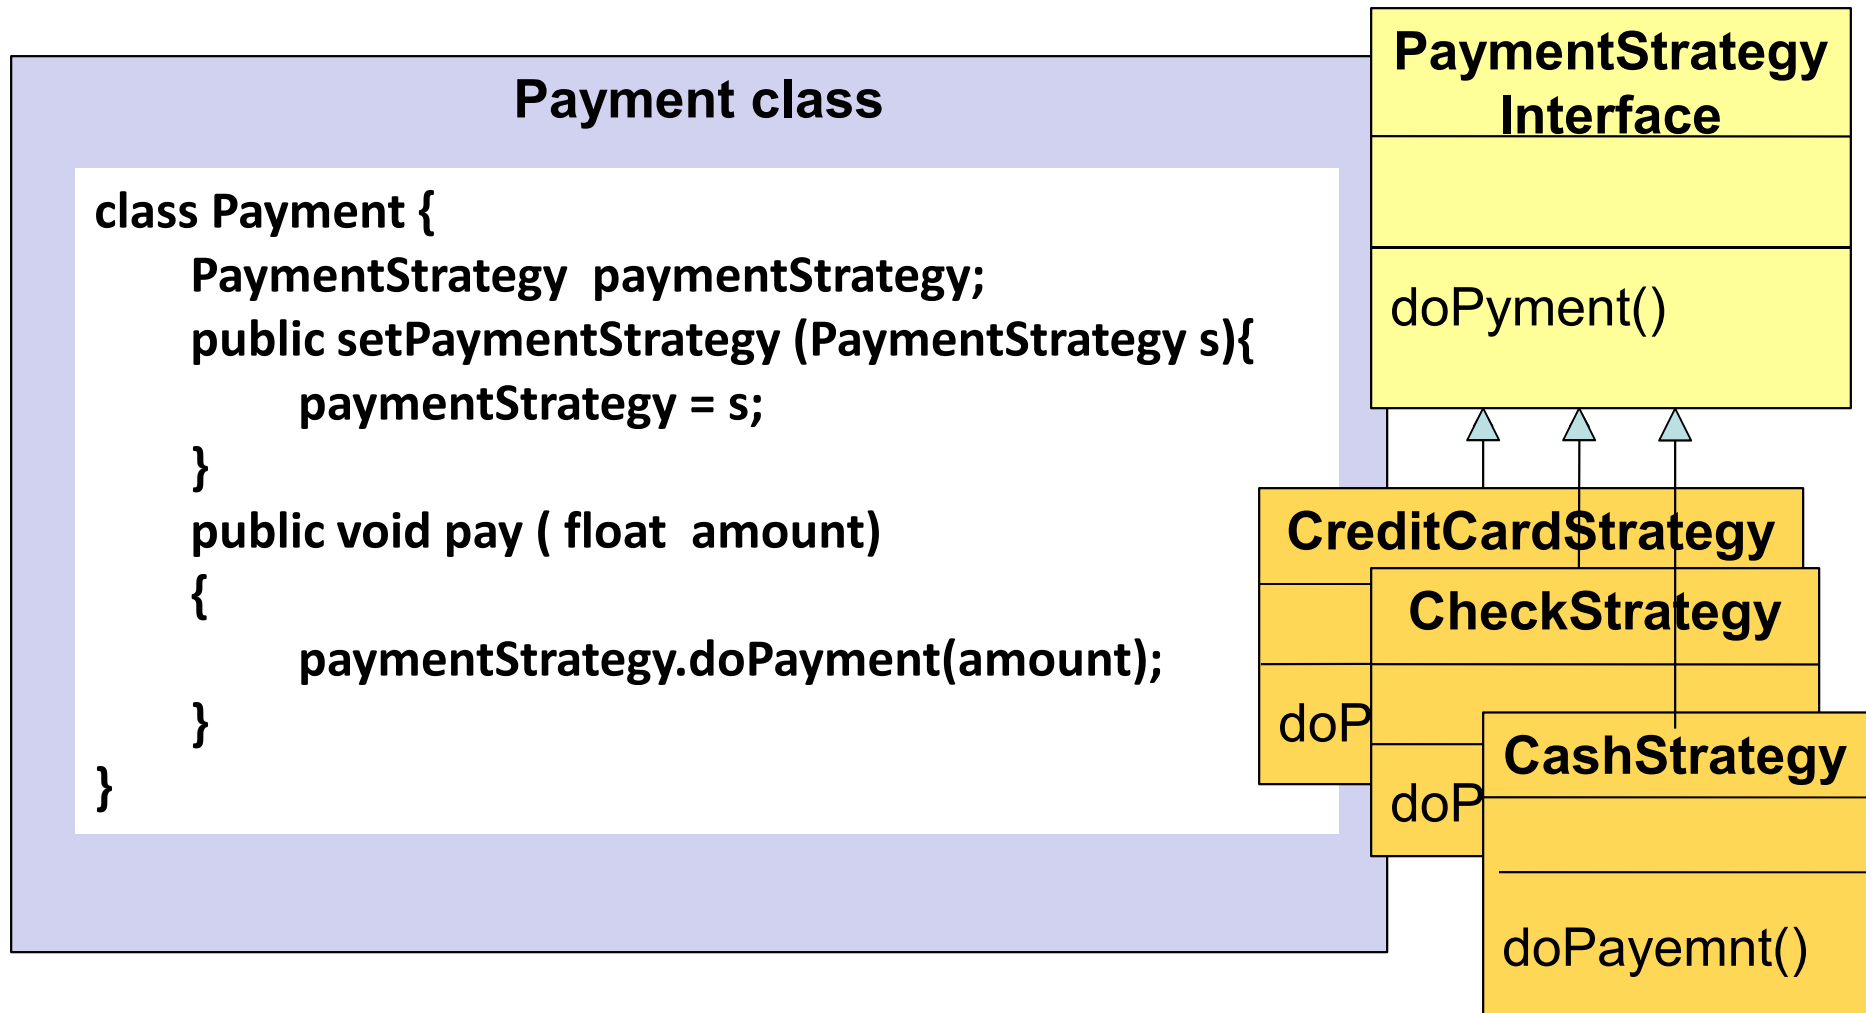 Payment class
class Payment {
PaymentStrategy  paymentStrategy;
public setPaymentStrategy (PaymentStrategy s){
paymentStrategy = s;
}
public void pay ( float  amount)
{
paymentStrategy.doPayment(amount);
}
}
PaymentStrategy
Interface
doPyment()
CreditCardStrategy
doP
CheckStrategy
doP
CashStrategy
doPayemnt()